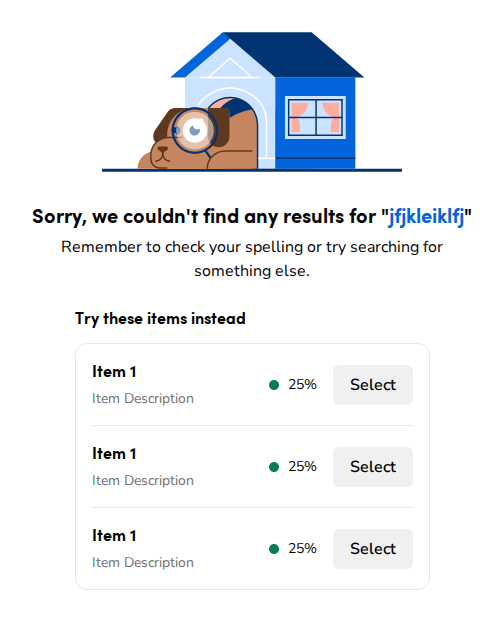 Sorry, we couldn't find any results for "jfjkleiklfj"
Remember to check your spelling or try searching for
something else.
Try these items instead
Item 1
Item Description
25%
Select
Item 1
Item Description
25%
Select
Item 1
Item Description
25%
Select